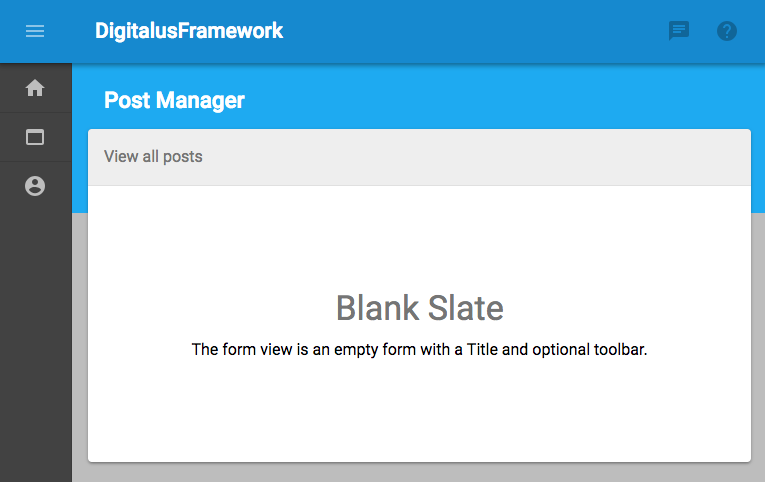 DigitalusFramework
Post Manager
View all posts
Blank Slate
The form view is an empty form with a Title and optional toolbar.